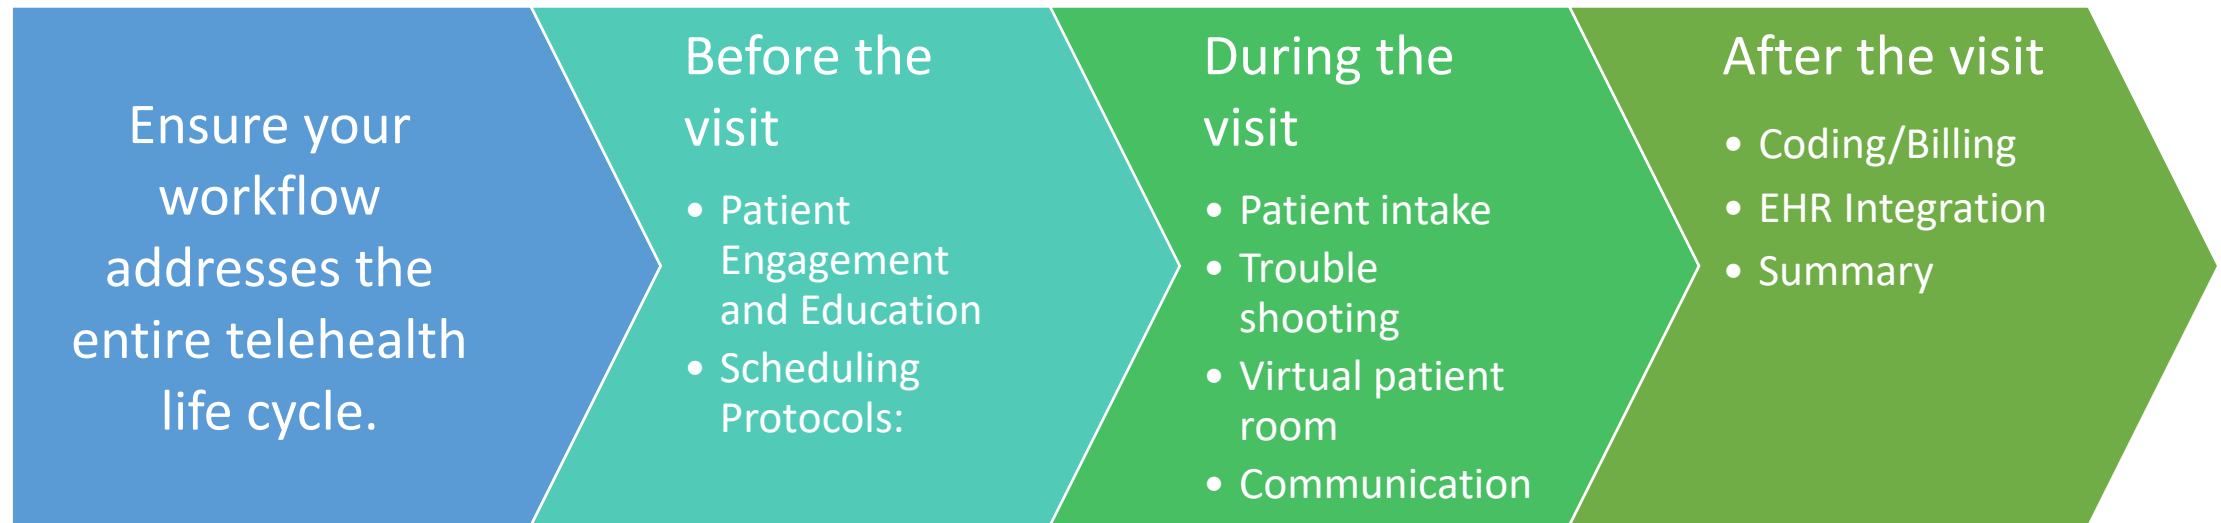 Ensure your
workflow
addresses the
entire telehealth
life cycle.
Before the
visit
• Patient
Engagement
and Education
• Scheduling
Protocols:
During the
visit
• Patient intake
• Trouble
shooting
• Virtual patient
room
• Communication
After the visit
• Coding/Billing
• EHR Integration
• Summary